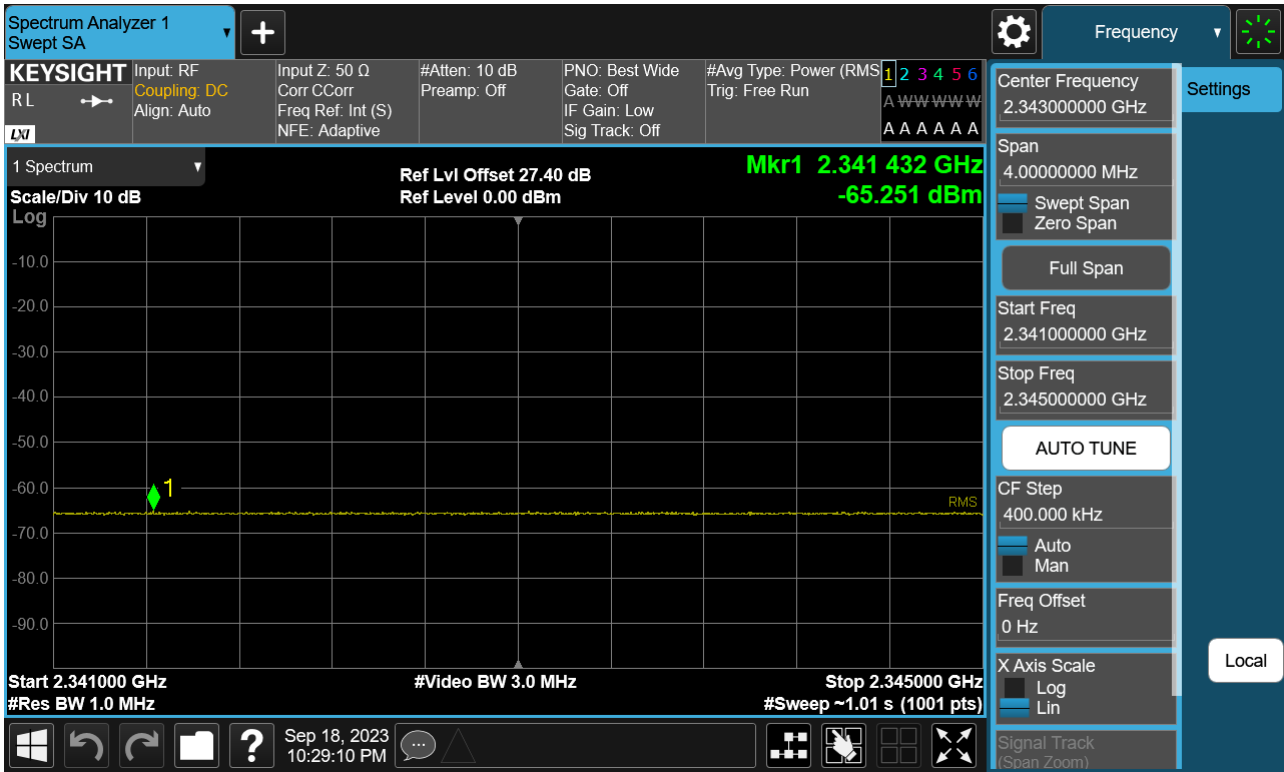 Spectrum Analyzer 1
Swept SA
Frequency
KEYSIGHT
R L
LXI
Input: RF
Coupling: DC
Align: Auto
Input Z: 50 Ω
Corr CCorr
Freq Ref: Int (S)
NFE: Adaptive
#Atten: 10 dB
Preamp: Off
PNO: Best Wide
Gate: Off
IF Gain: Low
Sig Track: Off
#Avg Type: Power (RMS
Trig: Free Run
1 2 3 4 5 6
A W W W W W
A A A A A A
1 Spectrum
Scale/Div 10 dB
Log
Ref Lvl Offset 27.40 dB
Ref Level 0.00 dBm
Mkr1 2.341 432 GHz
-65.251 dBm
-10.0
-20.0
-30.0
-40.0
-50.0
-60.0
-70.0
-80.0
-90.0
1
RMS
Start 2.341000 GHz
#Res BW 1.0 MHz
#Video BW 3.0 MHz
Stop 2.345000 GHz
#Sweep ~1.01 s (1001 pts)
Sep 18, 2023
10:29:10 PM
Center Frequency
2.343000000 GHz
Span
4.00000000 MHz
Swept Span
Zero Span
Full Span
Start Freq
2.341000000 GHz
Stop Freq
2.345000000 GHz
AUTO TUNE
CF Step
400.000 kHz
Auto
Man
Freq Offset
0 Hz
X Axis Scale
Log
Lin
Signal Track
(Span Zoom)
Settings
Local